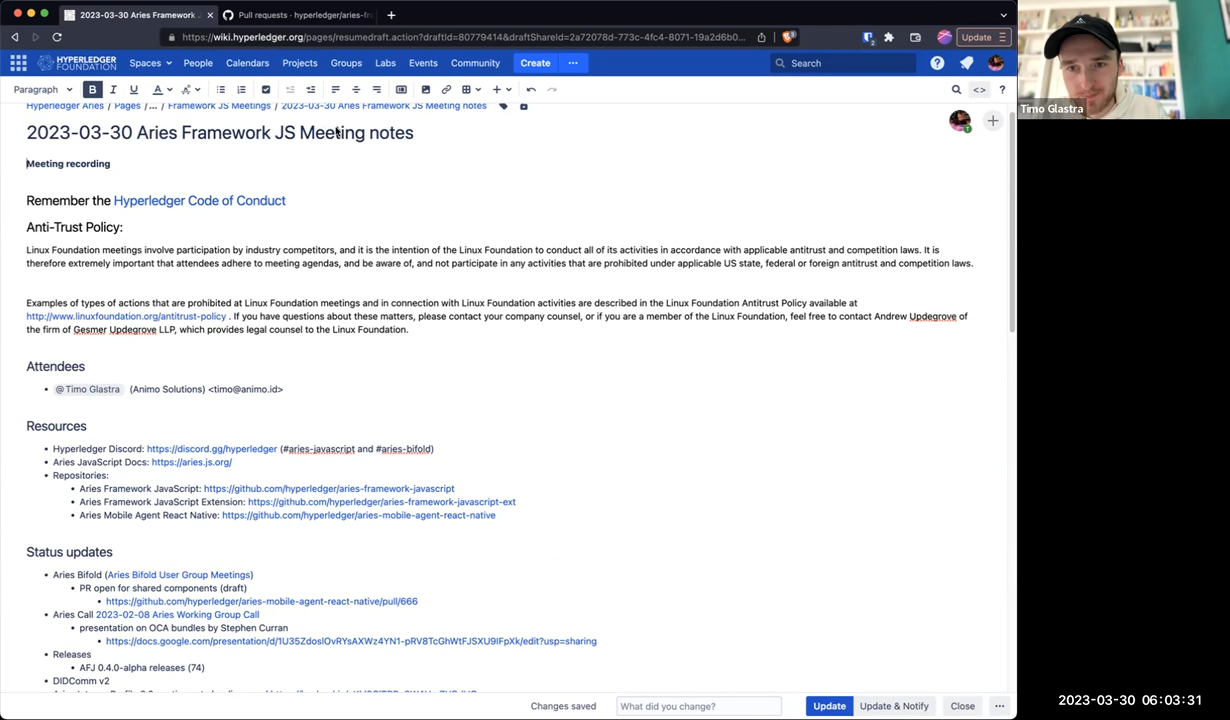 2023-03-30 Aries Framework
Pull requests · hyperledger/aries-f
https://wiki.hyperledger.org/pages/resumedraft.action?draftId=80779414&draftShareId=2a72078d-773c-4fc4-8071-19a2d6b0...
2
Update
HYPERLEDGER
FOUNDATION
Spaces People Calendars Projects Groups Labs Events Community Create ... Search
Paragraph B I U A
Hyperledger Aries / Pages /... / Framework JS Meetings / 2023-03-30 Aries Framework JS Meeting notes
2023-03-30 Aries Framework JS Meeting notes
Meeting recording
Remember the Hyperledger Code of Conduct
Anti-Trust Policy:
Linux Foundation meetings involve participation by industry competitors, and it is the intention of the Linux Foundation to conduct all of its activities in accordance with applicable antitrust and competition laws. It is
therefore extremely important that attendees adhere to meeting agendas, and be aware of, and not participate in any activities that are prohibited under applicable US state, federal or foreign antitrust and competition laws.
Examples of types of actions that are prohibited at Linux Foundation meetings and in connection with Linux Foundation activities are described in the Linux Foundation Antitrust Policy available at
http://www.linuxfoundation.org/antitrust-policy . If you have questions about these matters, please contact your company counsel, or if you are a member of the Linux Foundation, feel free to contact Andrew Updegrove of
the firm of Gesmer Updegrove LLP, which provides legal counsel to the Linux Foundation.
Attendees
• @Timo Glastra (Animo Solutions) <timo@animo.id>
Resources
• Hyperledger Discord: https://discord.gg/hyperledger (#aries-javascript and #aries-bifold)
• Aries JavaScript Docs: https://aries.js.org/
• Repositories:
• Aries Framework JavaScript: https://github.com/hyperledger/aries-framework-javascript
• Aries Framework JavaScript Extension: https://github.com/hyperledger/aries-framework-javascript-ext
• Aries Mobile Agent React Native: https://github.com/hyperledger/aries-mobile-agent-react-native
Status updates
• Aries Bifold (Aries Bifold User Group Meetings)
• PR open for shared components (draft)
• https://github.com/hyperledger/aries-mobile-agent-react-native/pull/666
• Aries Call 2023-02-08 Aries Working Group Call
• presentation on OCA bundles by Stephen Curran
• https://docs.google.com/presentation/d/1U35ZdoslOvRYsAXWz4YN1-pRV8TcGhWtFJSXU9IFpXk/edit?usp=sharing
• Releases
• AFJ 0.4.0-alpha releases (74)
• DIDComm v2
Changes saved What did you change? Update Update & Notify Close ...
Timo Glastra
2023-03-30 06:03:31